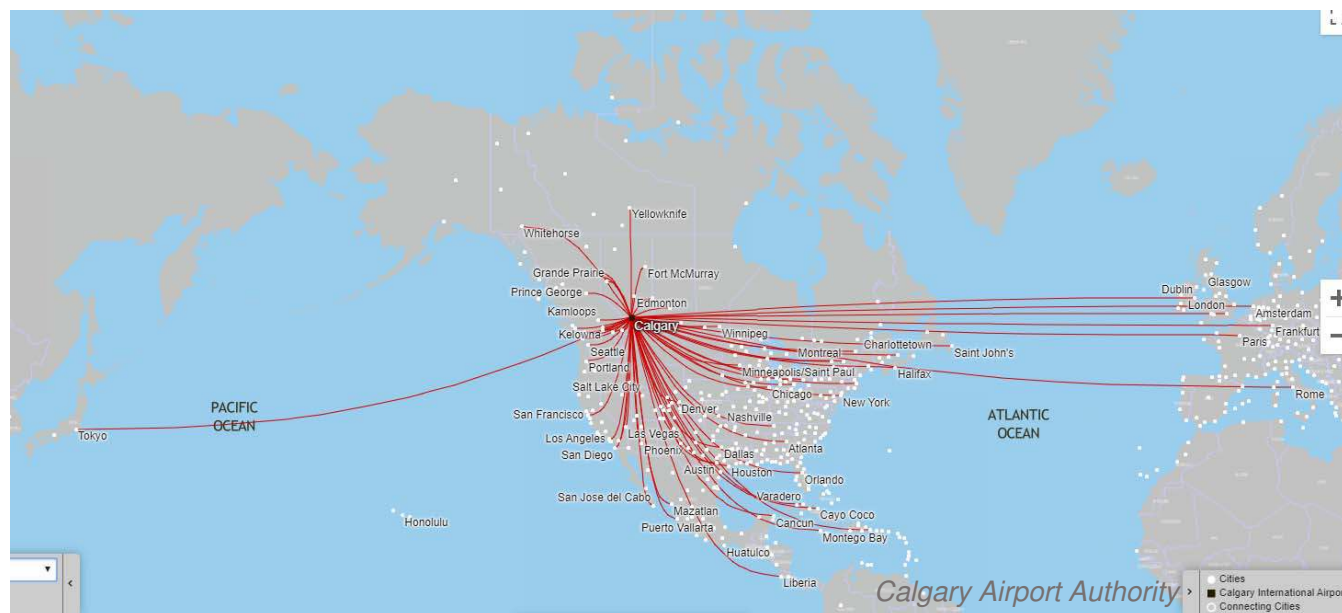 Yellowknife
Whitehorse
Grande Prairie
Fort McMurray
Prince George
Edmonton
Kamloops
Calgary
Kelowna
Winnipeg
Seattle
Portland
Montreal
Charlottetown
Saint John's
Minneapolis/Saint Paul
Halifax
Salt Lake City
Chicago
New York
San Francisco
Denver
Nashville
Los Angeles
Las Vegas
San Diego
Phoenix
Dallas
Atlanta
Austin
Houston
Orlando
San Jose del Cabo
Varadero
Mazatlan
Cayo Coco
Puerto Vallarta
Cancun
Montego Bay
Huatulco
Liberia
Dublin
Glasgow
London
Amsterdam
Frankfurt
Paris
Rome
PACIFIC
OCEAN
Tokyo
Honolulu
ATLANTIC
OCEAN
Calgary Airport Authority
Cities
Calgary International Airpo
Connecting Cities